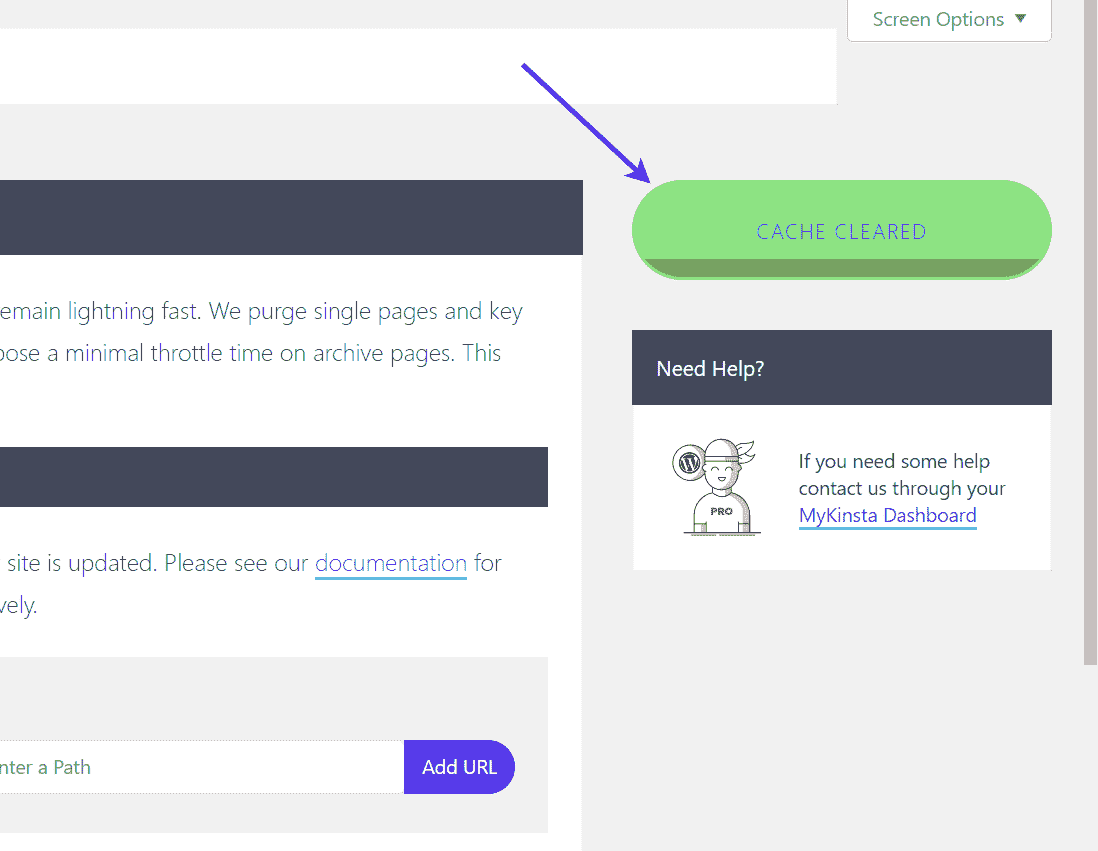 Screen Options
CACHE CLEARED
emain lightning fast. We purge single pages and key
ose a minimal throttle time on archive pages. This
Need Help?
If you need some help
contact us through your
MyKinsta Dashboard
PRO
site is updated. Please see our documentation for
vely.
nter a Path
Add URL